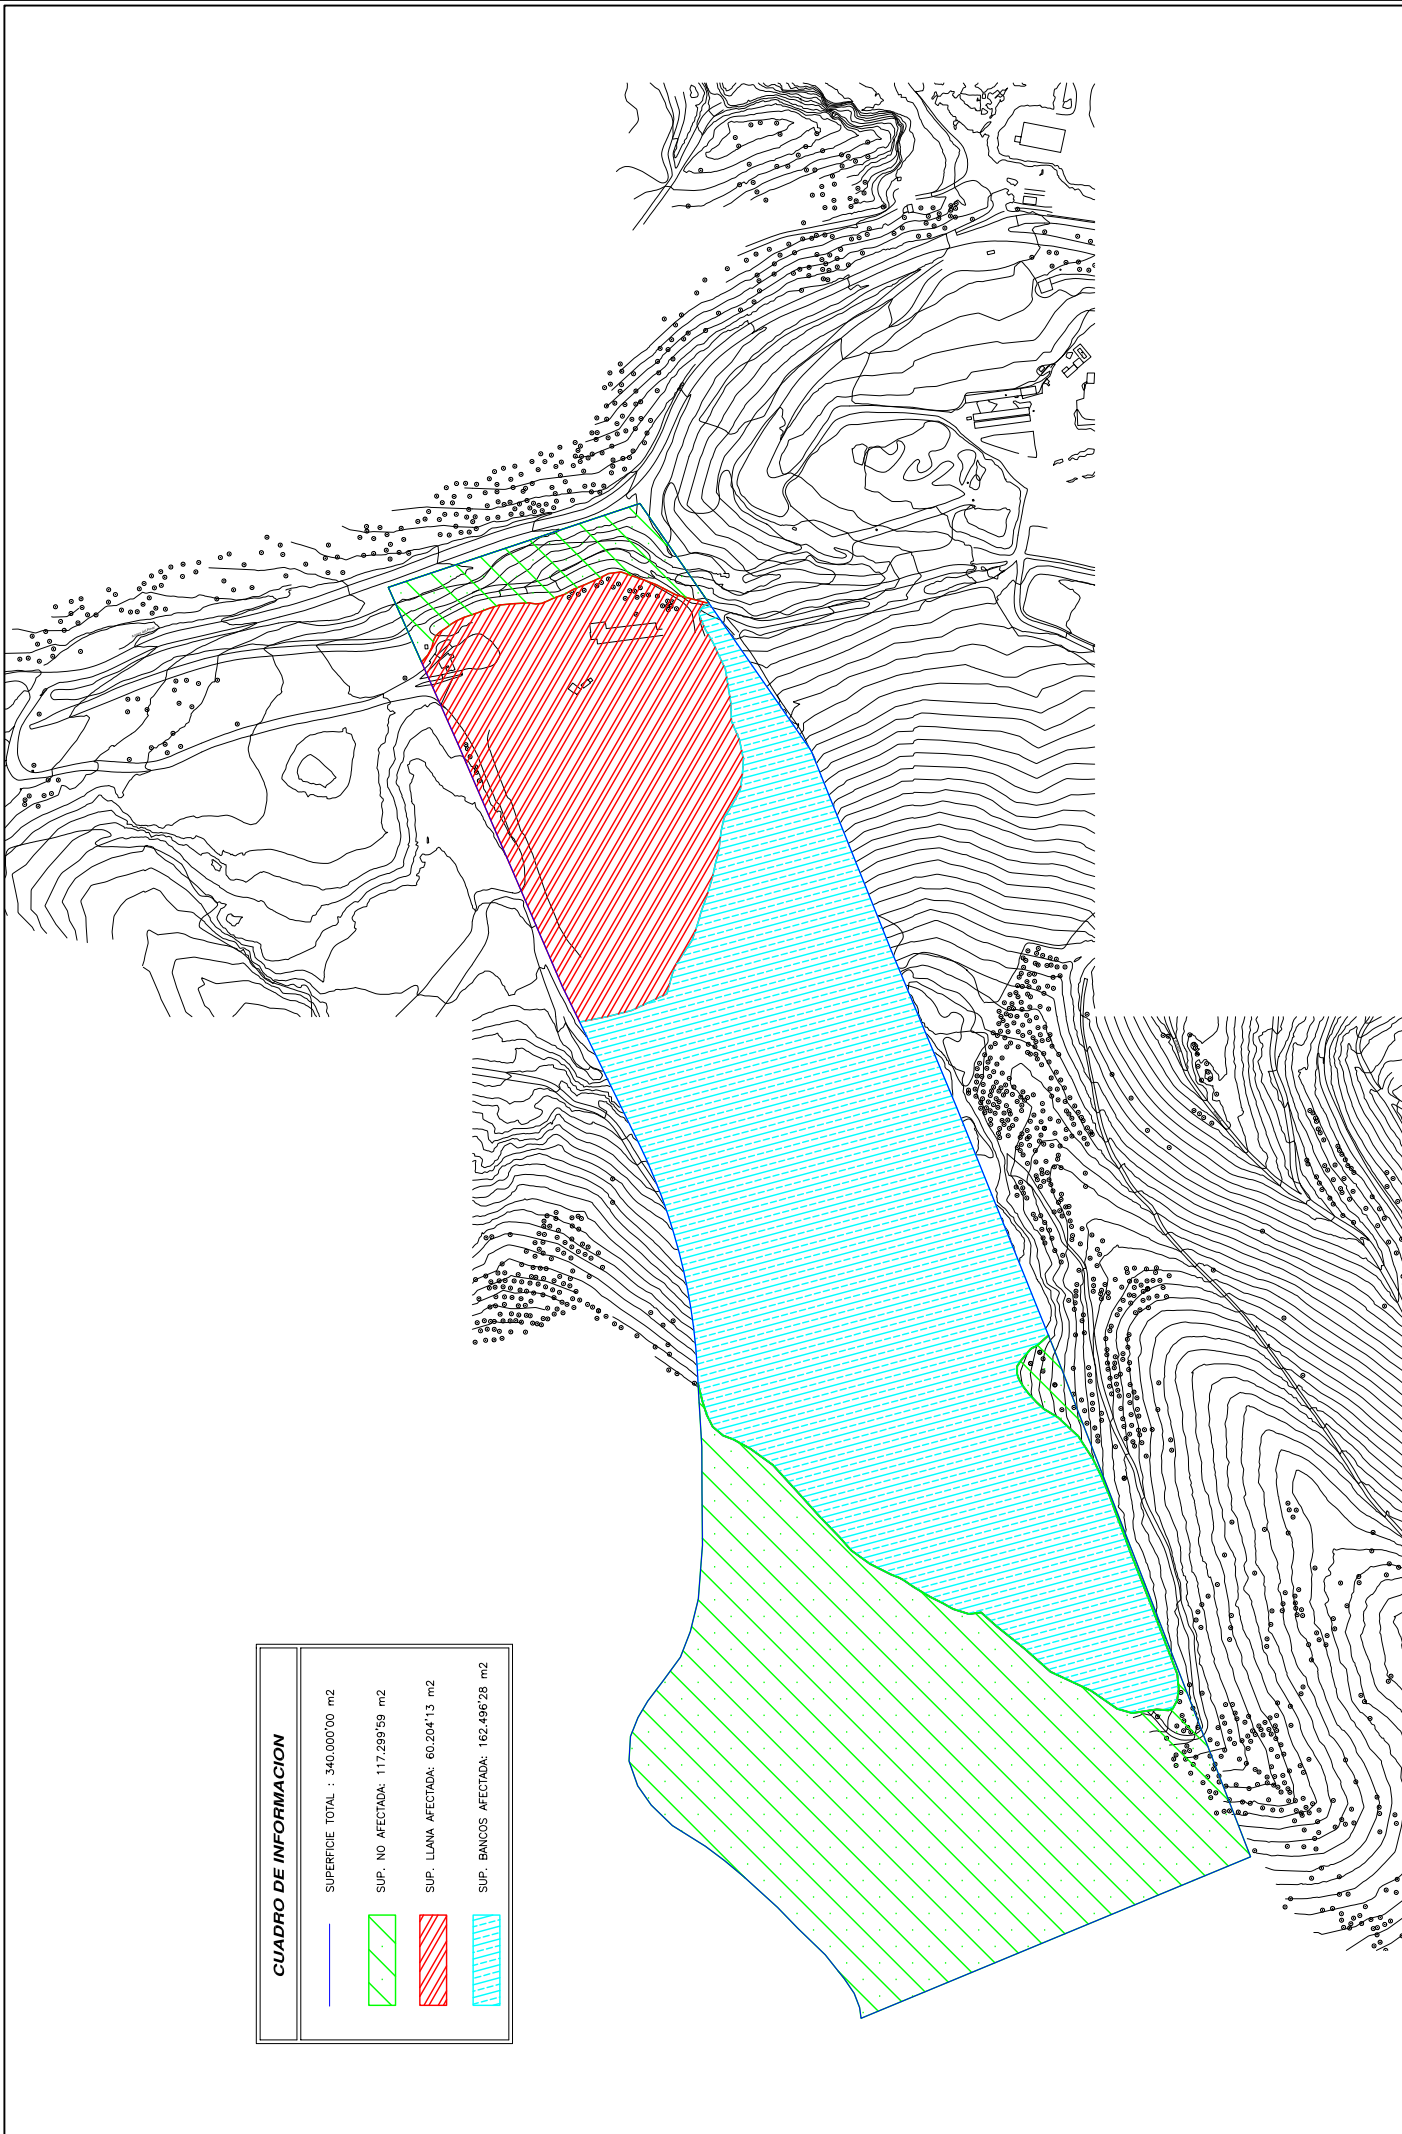 CUADRO DE INFORMACION
SUPERFICIE TOTAL : 340.000'00 m2
SUP. NO AFECTADA: 117.299'59 m2
SUP. LLANA AFECTADA: 60.204'13 m2
SUP. BANCOS AFECTADA: 162.496'28 m2